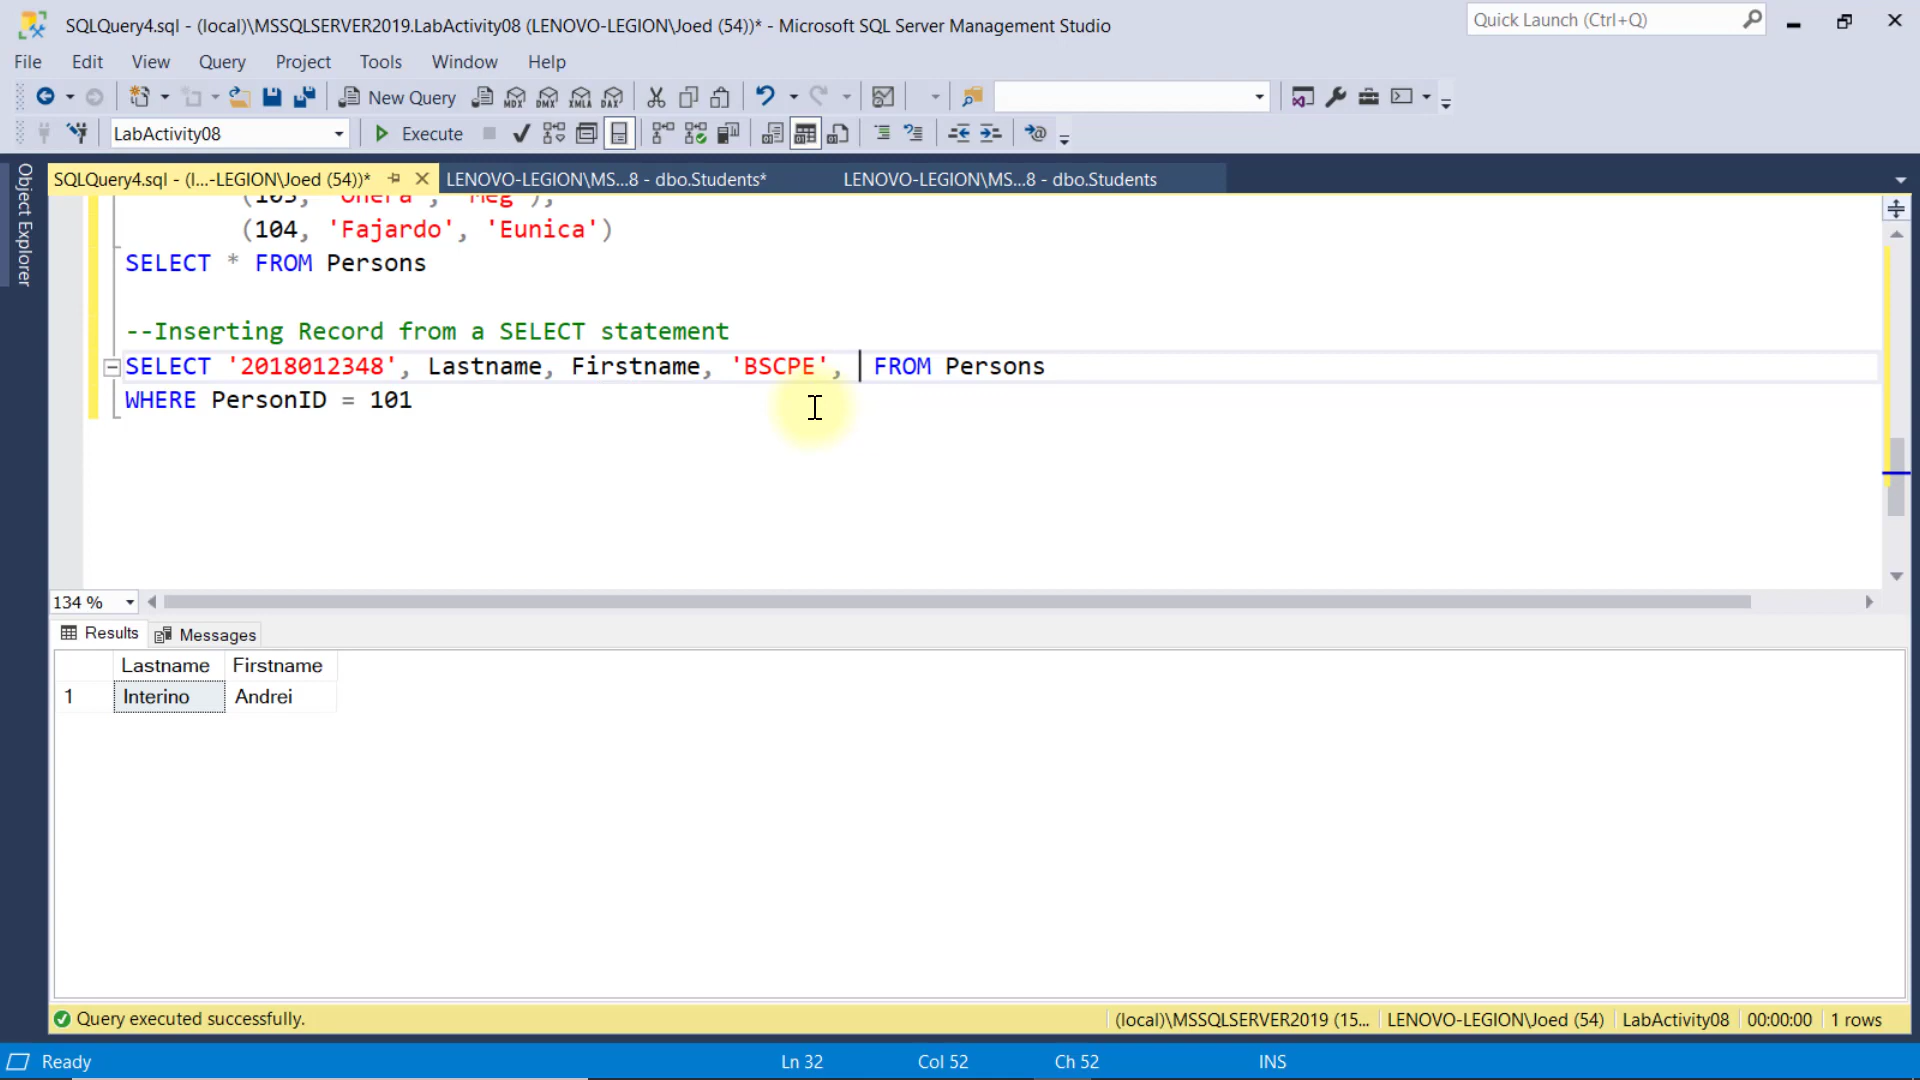 SQLQuery4.sql - (local)\MSSQLSERVER2019.LabActivity08 (LENOVO-LEGION\Joed (54))* - Microsoft SQL Server Management Studio
Quick Launch (Ctrl+Q)
File Edit View Query Project Tools Window Help
New Query MDX DMX XMLA DAX
LabActivity08 Execute
Object Explorer
SQLQuery4.sql - (l...-LEGION\Joed (54))* LENOVO-LEGION\MS...8 - dbo.Students* LENOVO-LEGION\MS...8 - dbo.Students
(104, 'Fajardo', 'Eunica')
SELECT * FROM Persons
--Inserting Record from a SELECT statement
SELECT '2018012348', Lastname, Firstname, 'BSCPE', FROM Persons
WHERE PersonID = 101
134 %
Results Messages
Lastname Firstname
1 Interino Andrei
Query executed successfully. (local)\MSSQLSERVER2019 (15... LENOVO-LEGION\Joed (54) LabActivity08 00:00:00 1 rows
Ready Ln 32 Col 52 Ch 52 INS